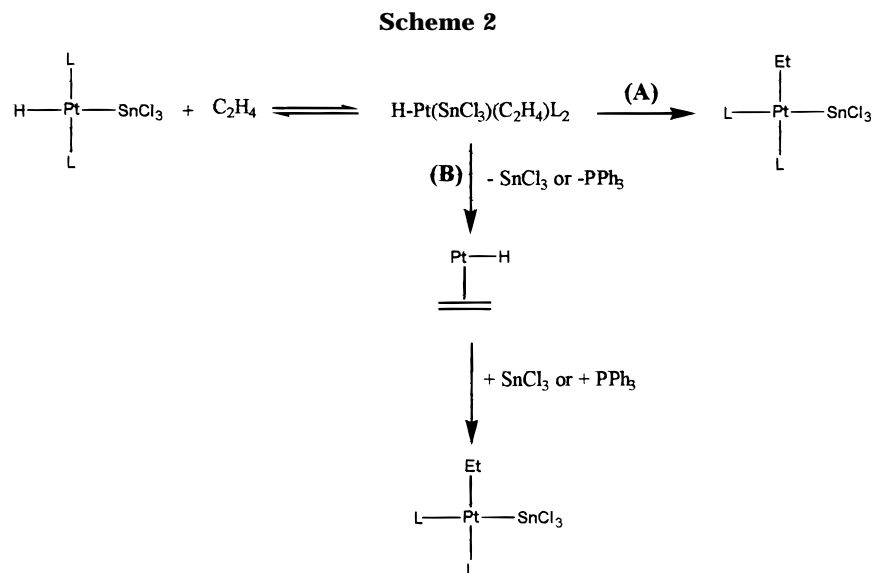 Scheme 2
L
H Pt SnCl3 + C2H4
L
H-Pt(SnCl3)(C2H4)L2
(A)
Et
L Pt SnCl3
L
(B) - SnCl3 or -PPh3
Pt H
+ SnCl3 or + PPh3
Et
L Pt SnCl3
L